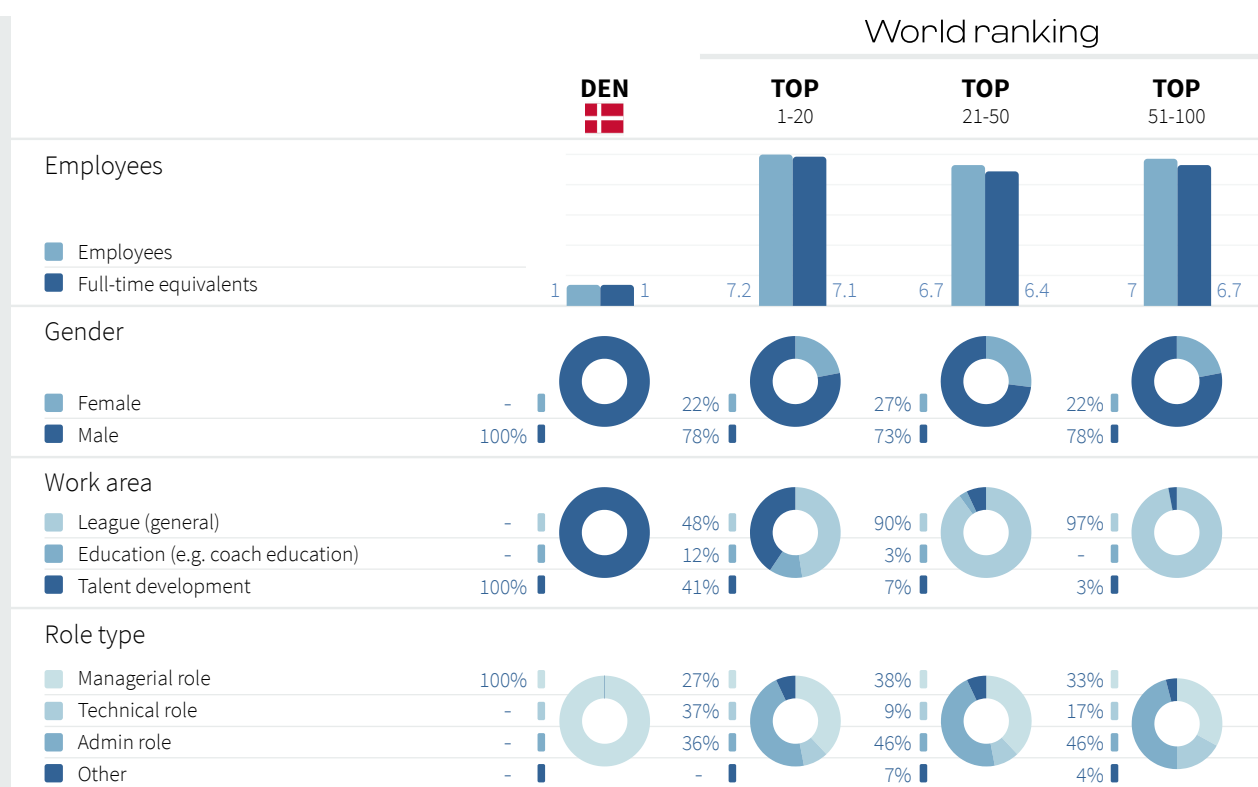 World ranking
DEN TOP TOP TOP
1-20 21-50 51-100
Employees
Employees
Full-time equivalents
1 1 7.2 7.1 6.7 6.4 7 6.7
Gender
Female - 22% 27% 22%
Male 100% 78% 73% 78%
Work area
League (general) - 48% 90% 97%
Education (e.g. coach education) - 12% 3% -
Talent development 100% 41% 7% 3%
Role type
Managerial role 100% 27% 38% 33%
Technical role - 37% 9% 17%
Admin role - 36% 46% 46%
Other - - 7% 4%